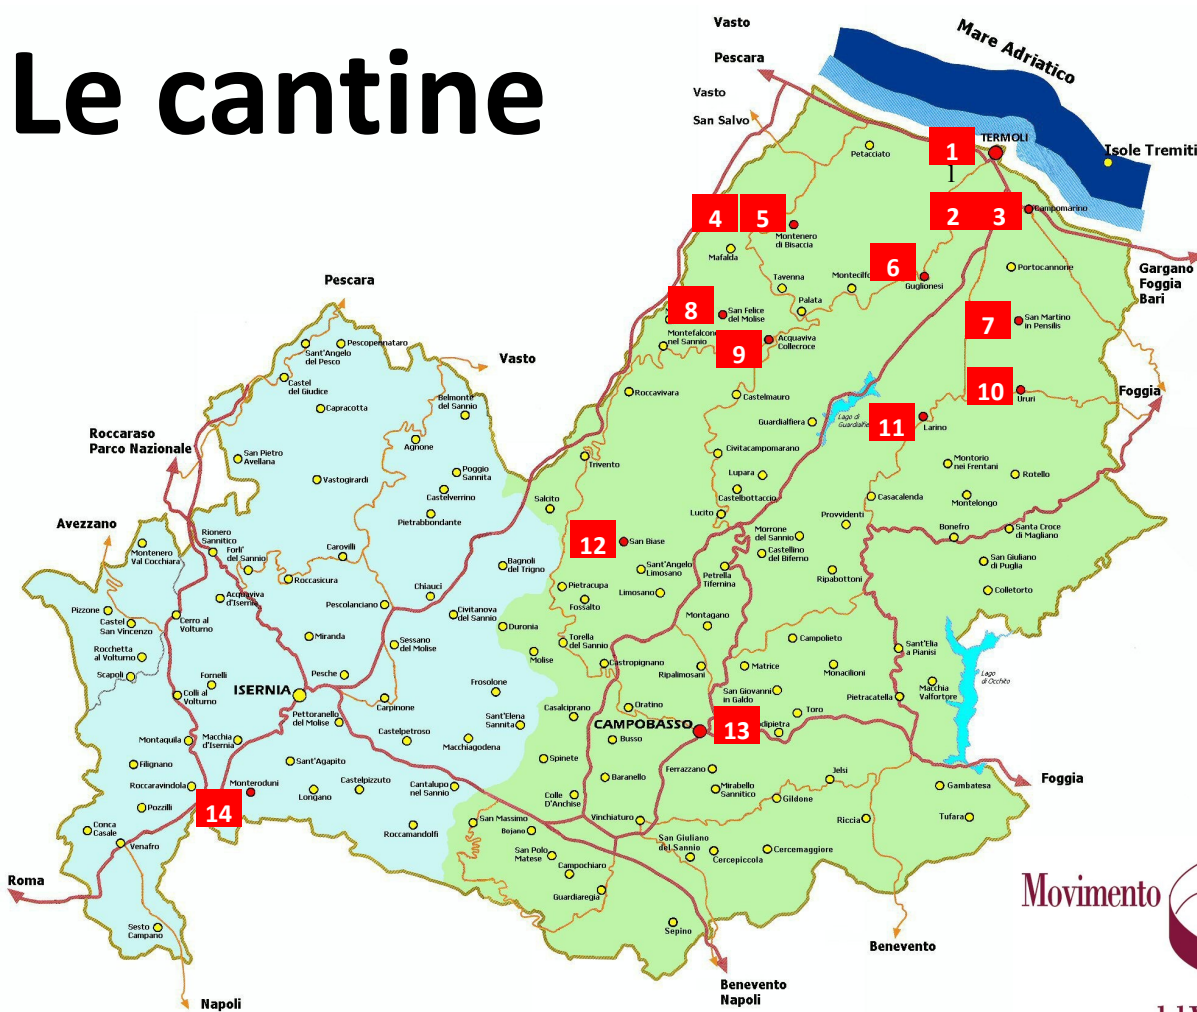 Le cantine
Vasto
Pescara
Mare Adriatico
Vasto
San Salvo
TERMOLI
Isole Tremiti
Petacciato
1
1
2
3
Campomarino
4
5
Montenero
di Bisaccia
Mafalda
Gargano
Foggia
Bari
Portocannone
6
Guglionesi
Tavenna
Palata
8
San Felice
del Molise
7
San Martino
in Pensilis
Montefalcone
nel Sannio
9
Acquaviva
Collecroce
Pescara
Sant'Angelo
del Pesco
Pescopennataro
Vasto
Castel
del Giudice
Capracotta
Belmonte
del Sannio
Roccavivara
Castelmauro
Guardialfiera
Lago di
11
Larino
10
Ururi
Foggia
Roccaraso
Parco Nazionale
San Pietro
Avellana
Agnone
Vastogirardi
Poggio
Sannita
Castelverrino
Pietrabbondante
Trivento
Civitacampomarano
Lupara
Castelbottaccio
Lucito
Montorio
nei Frentani
Rotello
Montelongo
Casacalenda
Salcito
Avezzano
Montenero
Val Cocchiara
Rionero
Sannitico
Forli'
del Sannio
Carovilli
Roccasicura
Acquaviva
d'Isernia
Pescolanciano
Chiauci
Bagnoli
del Trigno
Civitanova
del Sannio
Duronia
12
San Biase
Sant'Angelo
Limosano
Limosano
Pietracupa
Fossalto
Morrone
del Sannio
Castellino
del Biferno
Petrella
Tifernina
Provvidenti
Ripabottoni
Bonefro
Santa Croce
di Magliano
San Giuliano
di Puglia
Colletorto
Pizzone
Castel
San Vincenzo
Cerro al
Volturno
Rocchetta
al Volturno
Scapoli
Miranda
Sessano
del Molise
Fornelli
Colli al
Volturno
Pesche
ISERNIA
Carpinone
Frosolone
Molise
Torella
del Sannio
Castropignano
Montagano
Ripalimosani
Campolieto
Matrice
Monacilioni
San Giovanni
in Galdo
Sant'Elia
a Pianisi
Pietracatella
Macchia
Valfortore
Lago
di Occhito
Pettoranello
del Molise
Castelpetroso
Macchiagodena
Sant'Elena
Sannita
Casalciprano
Oratino
CAMPOBASSO
Busso
13
Toro
Montaquila
Macchia
d'Isernia
Filignano
Roccaravindola
Monteroduni
Sant'Agapito
Longano
Castelpizzuto
Cantalupo
nel Sannio
Spinete
Baranello
Colle
D'Anchise
Ferrazzano
Mirabello
Sannitico
Jelsi
Gildone
Gambatesa
Foggia
Tufara
Riccia
14
Pozzilli
Conca
Casale
Venafro
Roccamandolfi
San Massimo
Bojano
Vinchiaturo
San Polo
Matese
Campochiaro
Guardiaregia
San Giuliano
del Sannio
Cercepiccola
Cercemaggiore
Roma
Sesto
Campano
Sepino
Benevento
Benevento
Napoli
Napoli
Movimento